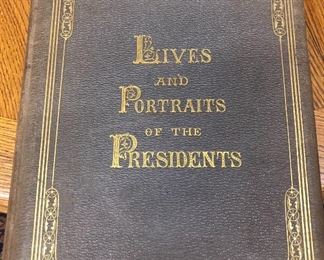 LIVES
AND
PORTRAITS
OF THE
PRESIDENTS